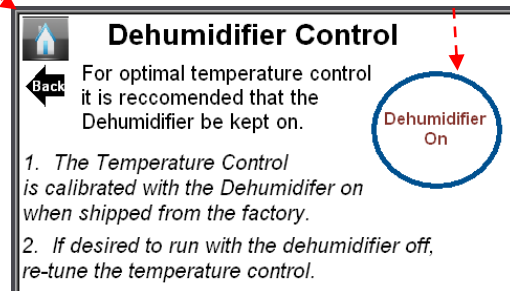 Dehumidifier Control
Back
For optimal temperature control
it is reccomended that the
Dehumidifier be kept on.
Dehumidifier
On
1. The Temperature Control
is calibrated with the Dehumidifer on
when shipped from the factory.
2. If desired to run with the dehumidifier off,
re-tune the temperature control.